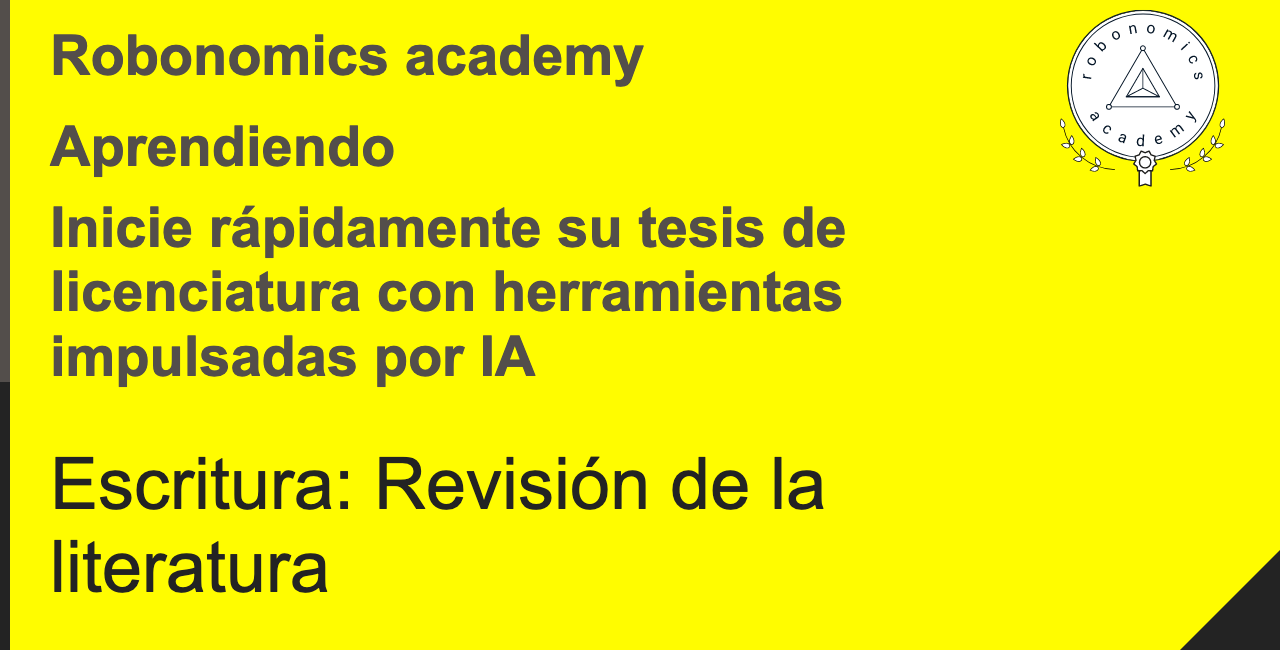 Robonomics academy
robonomics
academy
Aprendiendo
Inicie rápidamente su tesis de
licenciatura con herramientas
impulsadas por IA
Escritura: Revisión de la
literatura